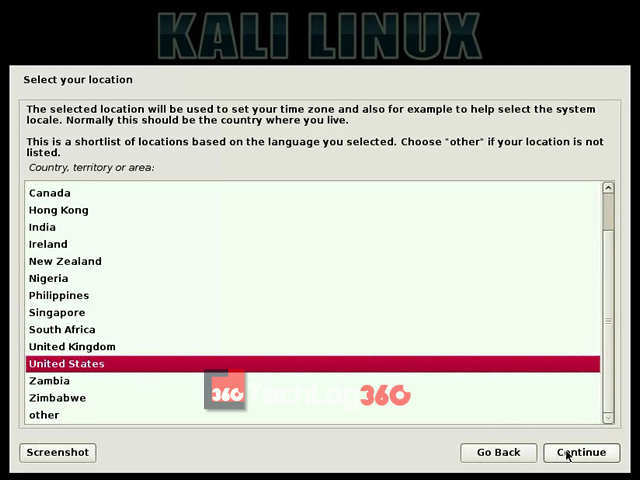 KALI LINUX
Select your location
The selected location will be used to set your time zone and also for example to help select the system
locale. Normally this should be the country where you live.
This is a shortlist of locations based on the language you selected. Choose "other" if your location is not
listed.
Country, territory or area:
Canada
Hong Kong
India
Ireland
New Zealand
Nigeria
Philippines
Singapore
South Africa
United Kingdom
United States
Zambia
Zimbabwe
360 TechLog360
other
Screenshot Go Back Continue